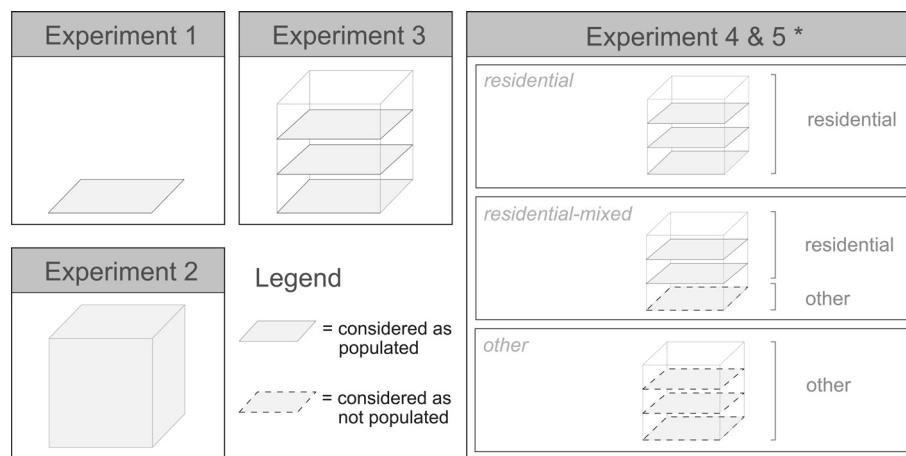 Experiment 1
Experiment 3
Experiment 4 & 5 *
residential
residential
residential-mixed
residential
other
Experiment 2
Legend
= considered as
populated
= considered as
not populated
other
other